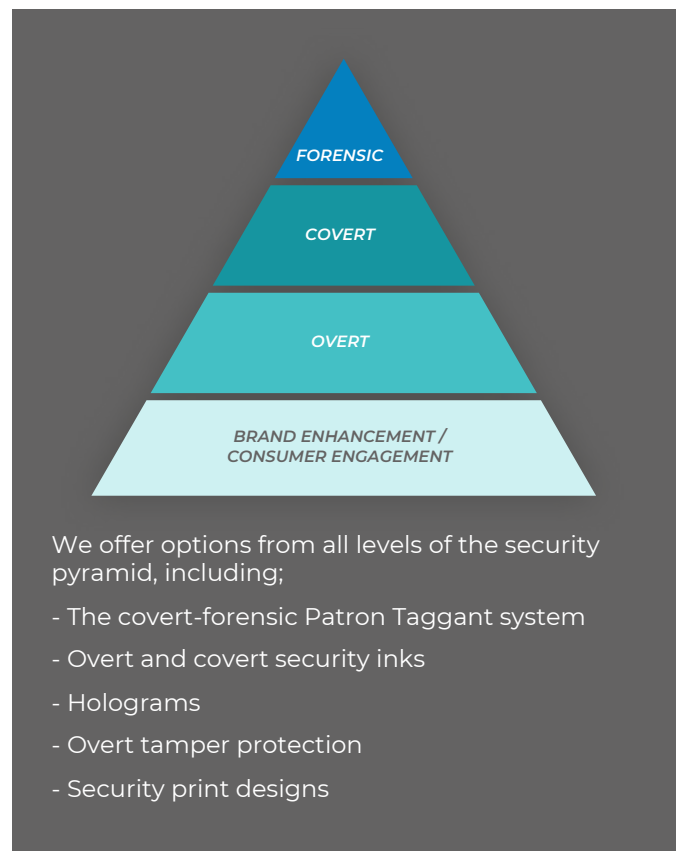 FORENSIC
COVERT
OVERT
BRAND ENHANCEMENT /
CONSUMER ENGAGEMENT
We offer options from all levels of the security
pyramid, including;
- The covert-forensic Patron Taggant system
- Overt and covert security inks
- Holograms
- Overt tamper protection
- Security print designs